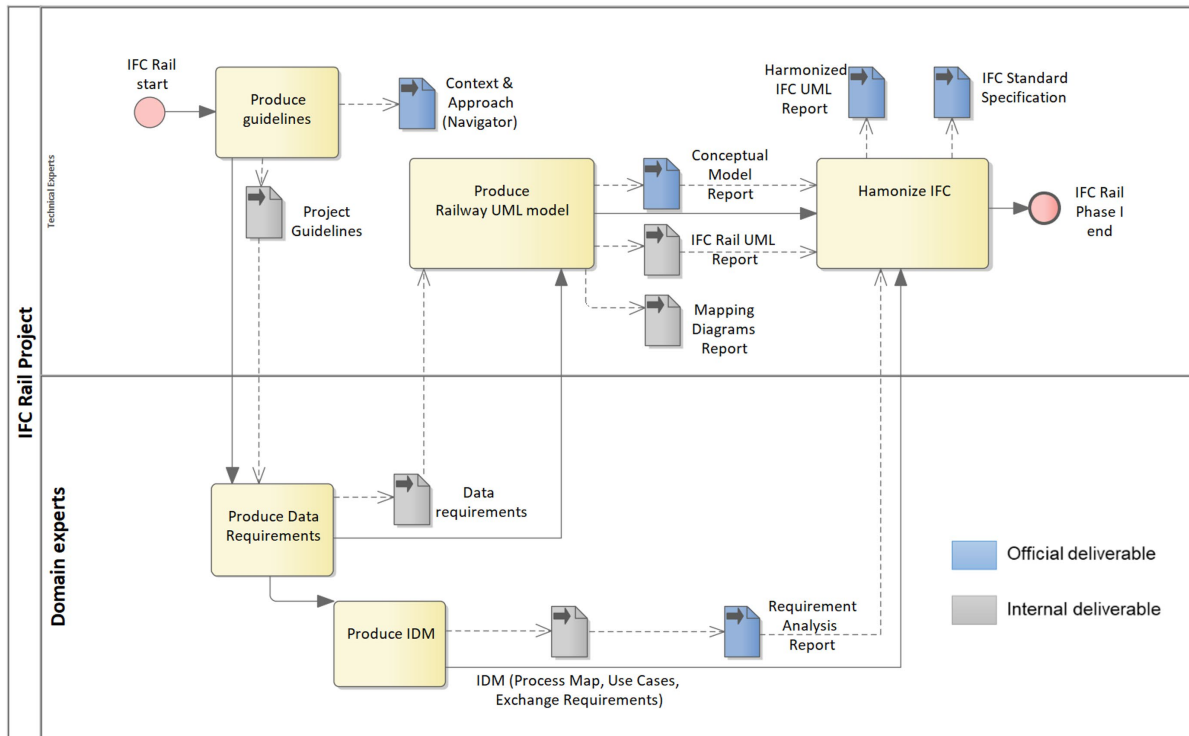 IFC Rail Project
Technical Experts
IFC Rail
start
Produce
guidelines
Context &
Approach
(Navigator)
Project
Guidelines
Produce
Railway UML model
Conceptual
Model
Report
IFC Rail UML
Report
Mapping
Diagrams
Report
Harmonized
IFC UML
Report
IFC Standard
Specification
Hamonize IFC
IFC Rail
Phase I
end
Domain experts
Produce Data
Requirements
Data
requirements
Produce IDM
IDM (Process Map, Use Cases,
Exchange Requirements)
Requirement
Analysis
Report
Official deliverable
Internal deliverable